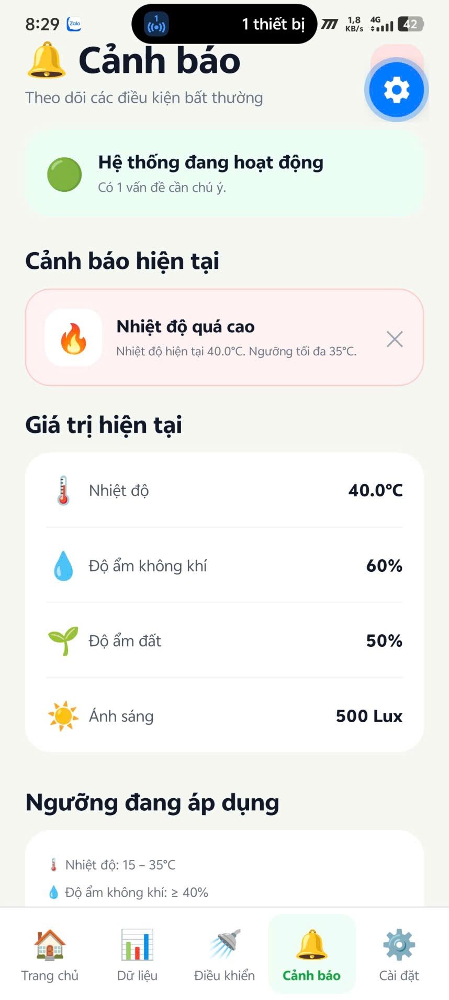 8:29 Zalo 1 1 thiết bị 1,8 KB/s 4G 42
Cảnh báo
Theo dõi các điều kiện bất thường
Hệ thống đang hoạt động
Có 1 vấn đề cần chú ý.
Cảnh báo hiện tại
Nhiệt độ quá cao
Nhiệt độ hiện tại 40.0°C. Ngưỡng tối đa 35°C.
Giá trị hiện tại
Nhiệt độ 40.0°C
Độ ẩm không khí 60%
Độ ẩm đất 50%
Ánh sáng 500 Lux
Ngưỡng đang áp dụng
Nhiệt độ: 15 – 35°C
Độ ẩm không khí: ≥ 40%
Trang chủ Dữ liệu Điều khiển Cảnh báo Cài đặt